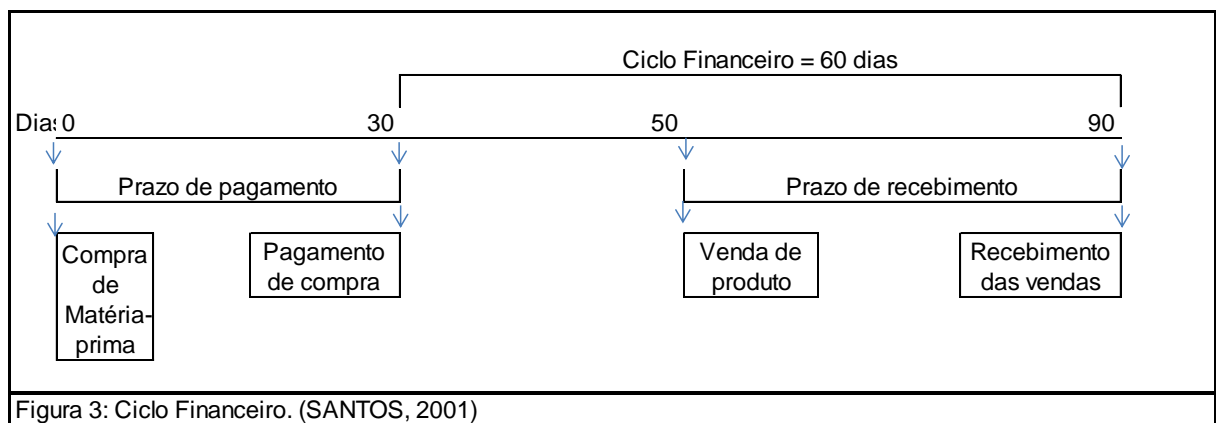 Ciclo Financeiro = 60 dias
Dias 0 30 50 90
Prazo de pagamento Prazo de recebimento
Compra
de
Matéria-
prima
Pagamento
de compra
Venda de
produto
Recebimento
das vendas
Figura 3: Ciclo Financeiro. (SANTOS, 2001)